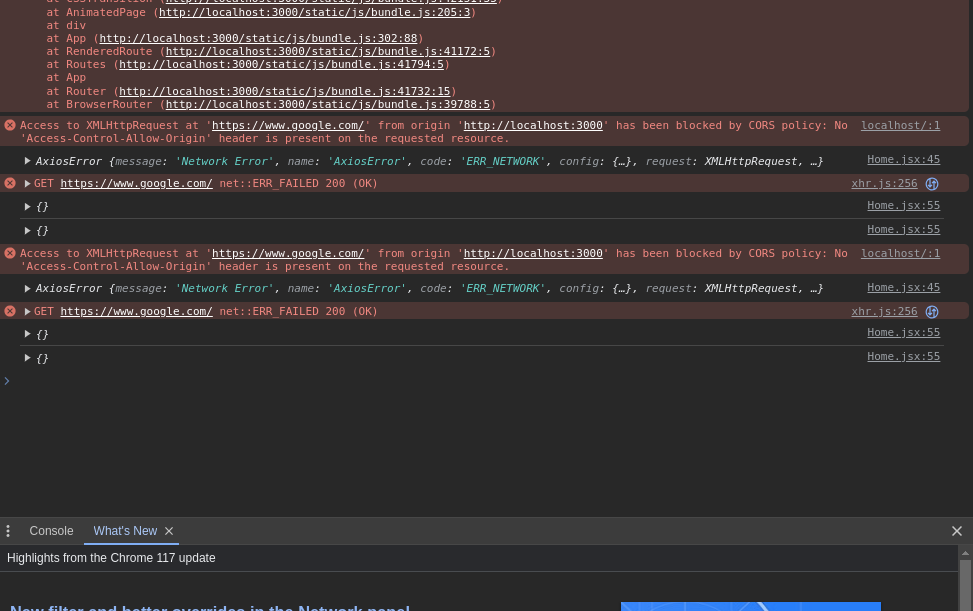 at AnimatedPage (http://localhost:3000/static/js/bundle.js:205:3)
at div
at App (http://localhost:3000/static/js/bundle.js:302:88)
at RenderedRoute (http://localhost:3000/static/js/bundle.js:41172:5)
at Routes (http://localhost:3000/static/js/bundle.js:41794:5)
at App
at Router (http://localhost:3000/static/js/bundle.js:41732:15)
at BrowserRouter (http://localhost:3000/static/js/bundle.js:39788:5)
Access to XMLHttpRequest at 'https://www.google.com/' from origin 'http://localhost:3000' has been blocked by CORS policy: No localhost/:1
'Access-Control-Allow-Origin' header is present on the requested resource.
AxiosError {message: 'Network Error', name: 'AxiosError', code: 'ERR_NETWORK', config: {…}, request: XMLHttpRequest, …} Home.jsx:45
GET https://www.google.com/ net::ERR_FAILED 200 (OK) xhr.js:256
{} Home.jsx:55
{} Home.jsx:55
Access to XMLHttpRequest at 'https://www.google.com/' from origin 'http://localhost:3000' has been blocked by CORS policy: No localhost/:1
'Access-Control-Allow-Origin' header is present on the requested resource.
AxiosError {message: 'Network Error', name: 'AxiosError', code: 'ERR_NETWORK', config: {…}, request: XMLHttpRequest, …} Home.jsx:45
GET https://www.google.com/ net::ERR_FAILED 200 (OK) xhr.js:256
{} Home.jsx:55
{} Home.jsx:55
Console What's New
Highlights from the Chrome 117 update
New filter and better overrides in the Network panel